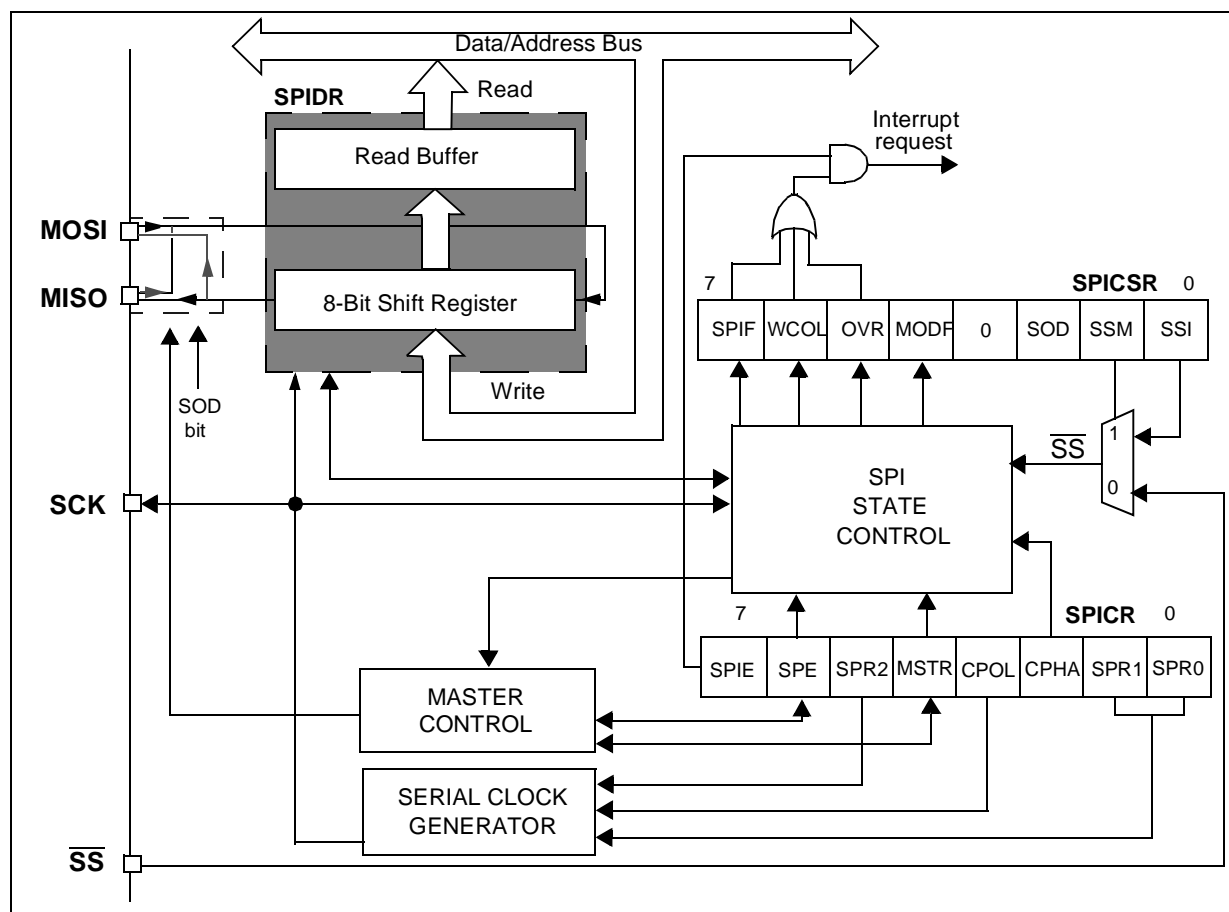 Data/Address Bus
SPIDR
Read
Read Buffer
Interrupt
request
MOSI
MISO
8-Bit Shift Register
7
SPICSR
0
SPIF
WCOL
OVR
MODF
0
SOD
SSM
SSI
Write
SOD
bit
1
SS
0
SCK
SPI
STATE
CONTROL
7
SPICR
0
SPIE
SPE
SPR2
MSTR
CPOL
CPHA
SPR1
SPR0
MASTER
CONTROL
SERIAL CLOCK
GENERATOR
SS